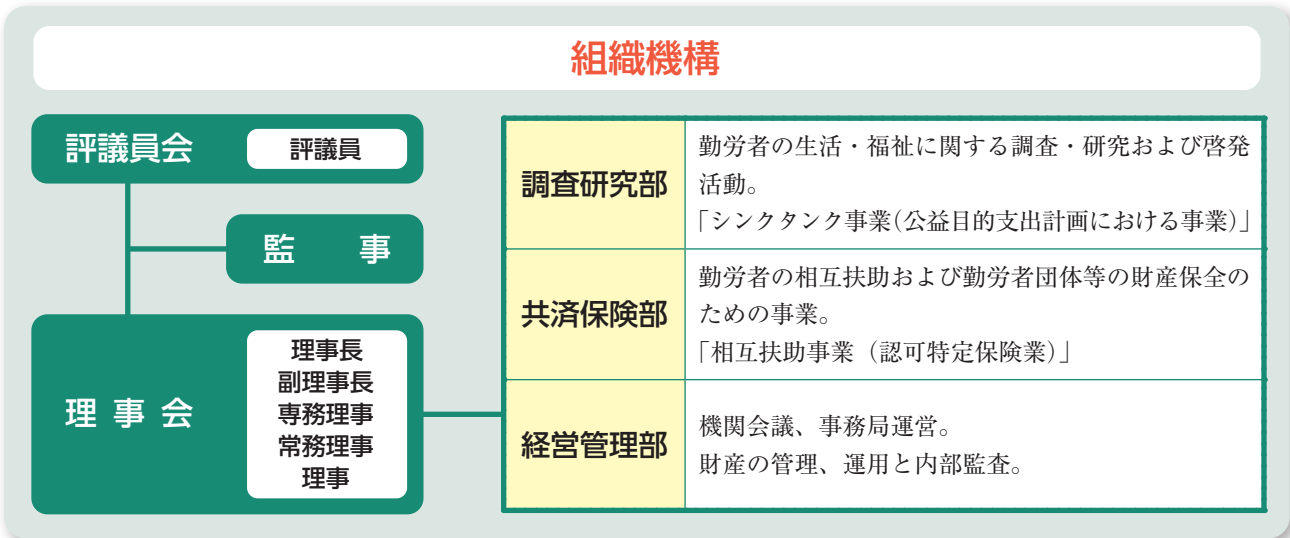 組織機構
評議員会
評議員
監　事
理 事 会
理事長
副理事長
専務理事
常務理事
理事
調査研究部
勤労者の生活・福祉に関する調査・研究および啓発
活動。
「シンクタンク事業(公益目的支出計画における事業)」
共済保険部
勤労者の相互扶助および勤労者団体等の財産保全の
ための事業。
「相互扶助事業（認可特定保険業)」
経営管理部
機関会議、事務局運営。
財産の管理、運用と内部監査。